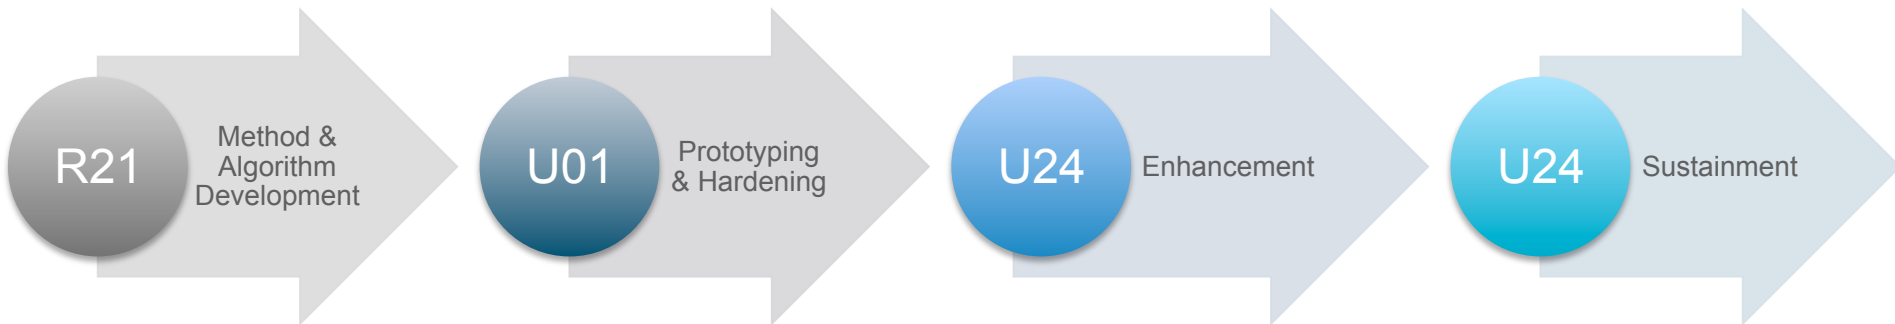 R21
Method &
Algorithm
Development
U01
Prototyping
& Hardening
U24
Enhancement
U24
Sustainment